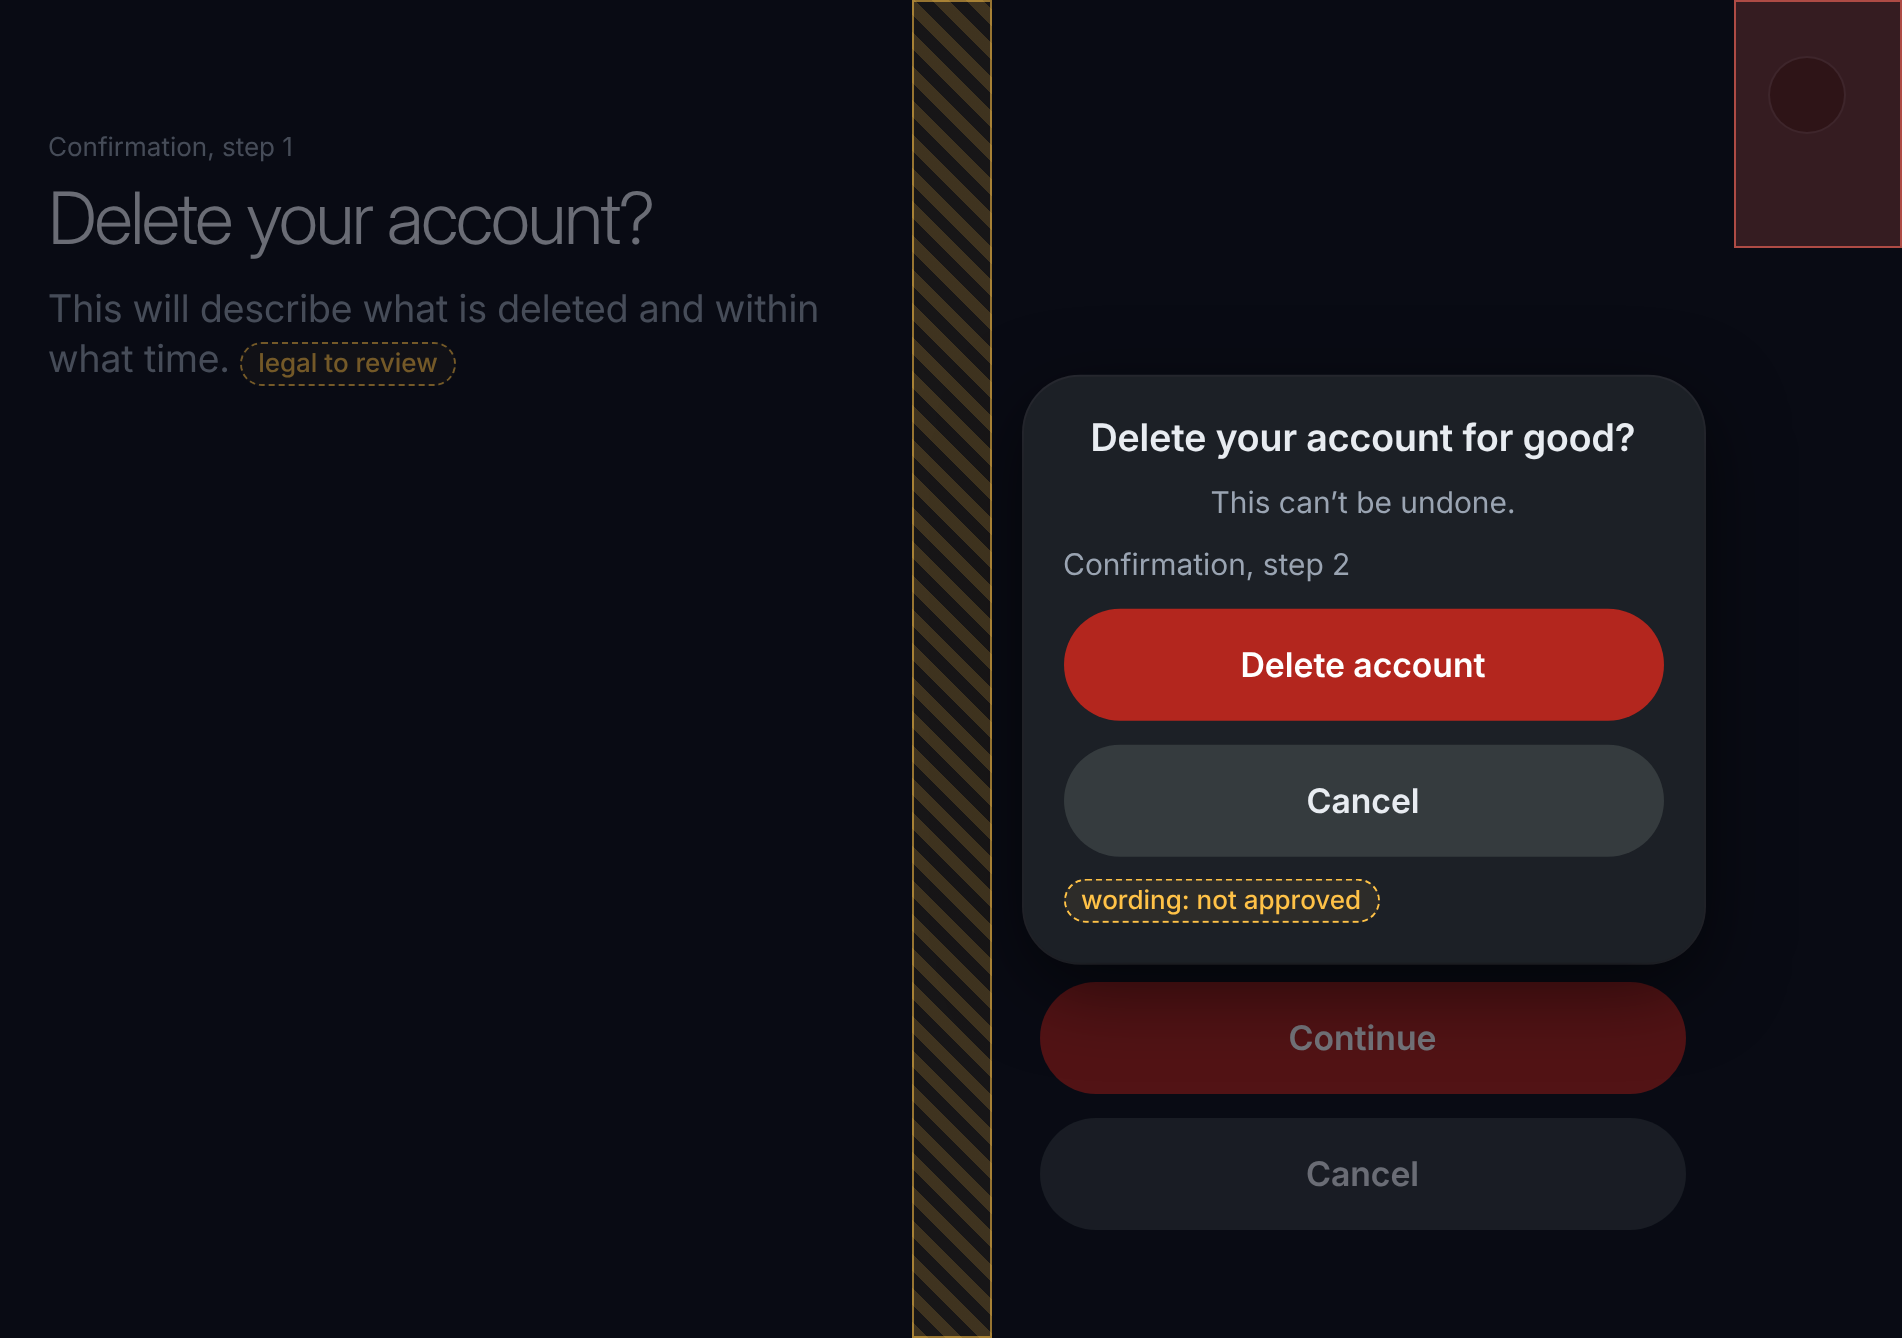 Confirmation, step 1
Delete your account?
This will describe what is deleted and within
what time. legal to review
Delete your account for good?
This can’t be undone.
Confirmation, step 2
Delete account
Cancel
wording: not approved
Continue
Cancel